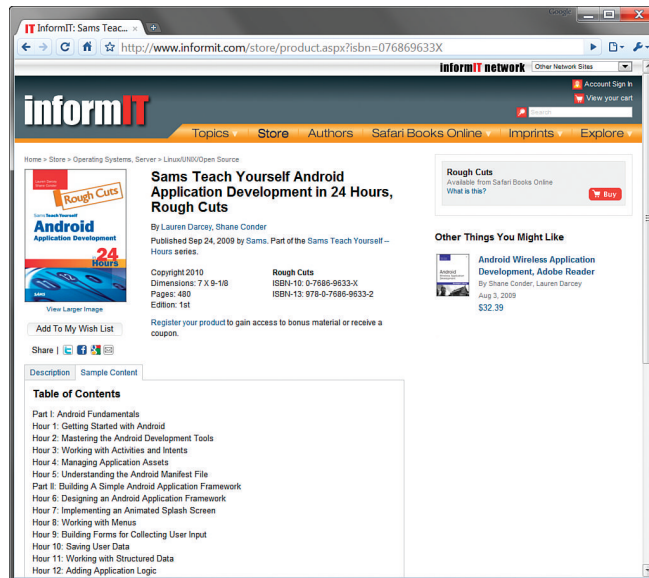 Google
InformIT: Sams Teac...
http://www.informit.com/store/product.aspx?isbn=076869633X
informIT network
Other Network Sites
Account Sign In
View your cart
Search
informIT
Topics
Store
Authors
Safari Books Online
Imprints
Explore
Home > Store > Operating Systems, Server > Linux/UNIX/Open Source
Rough Cuts
Sams Teach Yourself
Android
Application Development
in 24
Hours
SAMS
View Larger Image
Add To My Wish List
Share |
Sams Teach Yourself Android
Application Development in 24 Hours,
Rough Cuts
By Lauren Darcey, Shane Conder
Published Sep 24, 2009 by Sams. Part of the Sams Teach Yourself –
Hours series.
Copyright 2010
Dimensions: 7 X 9-1/8
Pages: 480
Edition: 1st
Rough Cuts
ISBN-10: 0-7686-9633-X
ISBN-13: 978-0-7686-9633-2
Register your product to gain access to bonus material or receive a
coupon.
Rough Cuts
Available from Safari Books Online
What is this?
Buy
Other Things You Might Like
Android
Android Wireless Application
Development, Adobe Reader
By Shane Conder, Lauren Darcey
Aug 3, 2009
$32.39
Description
Sample Content
Table of Contents
Part I: Android Fundamentals
Hour 1: Getting Started with Android
Hour 2: Mastering the Android Development Tools
Hour 3: Working with Activities and Intents
Hour 4: Managing Application Assets
Hour 5: Understanding the Android Manifest File
Part II: Building A Simple Android Application Framework
Hour 6: Designing an Android Application Framework
Hour 7: Implementing an Animated Splash Screen
Hour 8: Working with Menus
Hour 9: Building Forms for Collecting User Input
Hour 10: Saving User Data
Hour 11: Working with Structured Data
Hour 12: Adding Application Logic